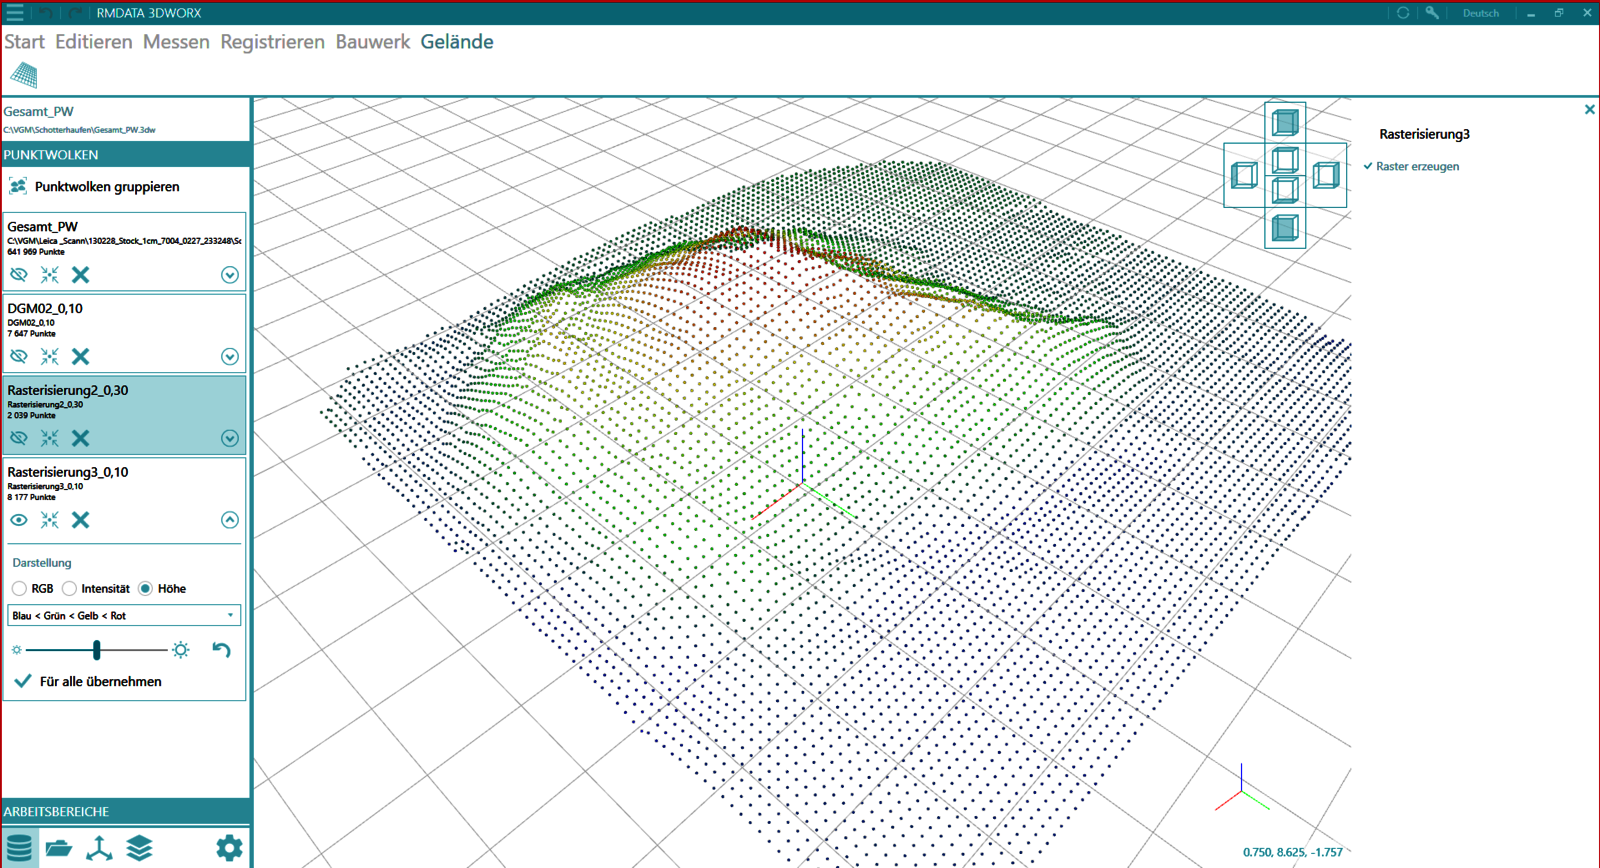 RMDATA 3DWORX
Deutsch
Start Editieren Messen Registrieren Bauwerk Gelände
Gesamt_PW
C:\VGM\Schotterhaufen\Gesamt_PW.3dw
PUNKTWOLKEN
Punktwolken gruppieren
Gesamt_PW
C:\VGM\Leica _Scann\130228_Stock_1cm_7004_0227_233248\Sc
641 969 Punkte
DGM02_0,10
DGM02_0,10
7 647 Punkte
Rasterisierung2_0,30
Rasterisierung2_0,30
2 039 Punkte
Rasterisierung3_0,10
Rasterisierung3_0,10
8 177 Punkte
Darstellung
RGB Intensität Höhe
Blau < Grün < Gelb < Rot
Für alle übernehmen
ARBEITSBEREICHE
Rasterisierung3
Raster erzeugen
0.750, 8.625, -1.757